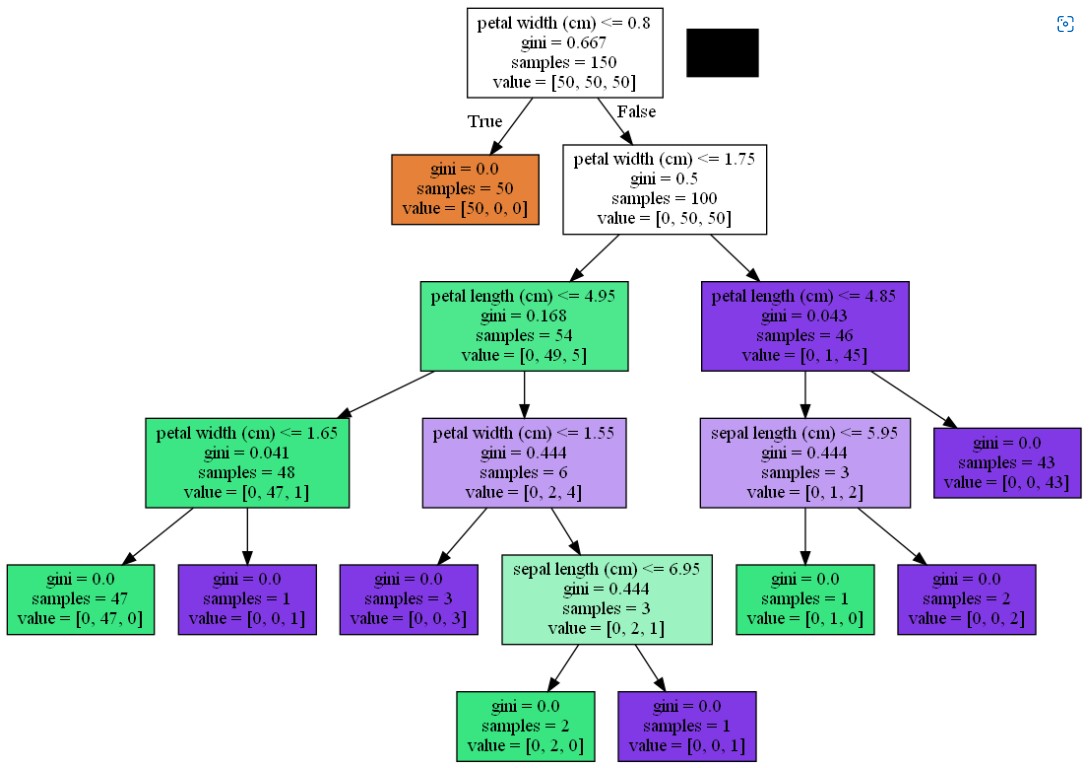 petal width (cm) <= 0.8
gini = 0.667
samples = 150
value = [50, 50, 50]
True
False
gini = 0.0
samples = 50
value = [50, 0, 0]
petal width (cm) <= 1.75
gini = 0.5
samples = 100
value = [0, 50, 50]
petal length (cm) <= 4.95
gini = 0.168
samples = 54
value = [0, 49, 5]
petal length (cm) <= 4.85
gini = 0.043
samples = 46
value = [0, 1, 45]
petal width (cm) <= 1.65
gini = 0.041
samples = 48
value = [0, 47, 1]
petal width (cm) <= 1.55
gini = 0.444
samples = 6
value = [0, 2, 4]
sepal length (cm) <= 5.95
gini = 0.444
samples = 3
value = [0, 1, 2]
gini = 0.0
samples = 43
value = [0, 0, 43]
gini = 0.0
samples = 47
value = [0, 47, 0]
gini = 0.0
samples = 1
value = [0, 0, 1]
gini = 0.0
samples = 3
value = [0, 0, 3]
sepal length (cm) <= 6.95
gini = 0.444
samples = 3
value = [0, 2, 1]
gini = 0.0
samples = 1
value = [0, 1, 0]
gini = 0.0
samples = 2
value = [0, 0, 2]
gini = 0.0
samples = 2
value = [0, 2, 0]
gini = 0.0
samples = 1
value = [0, 0, 1]